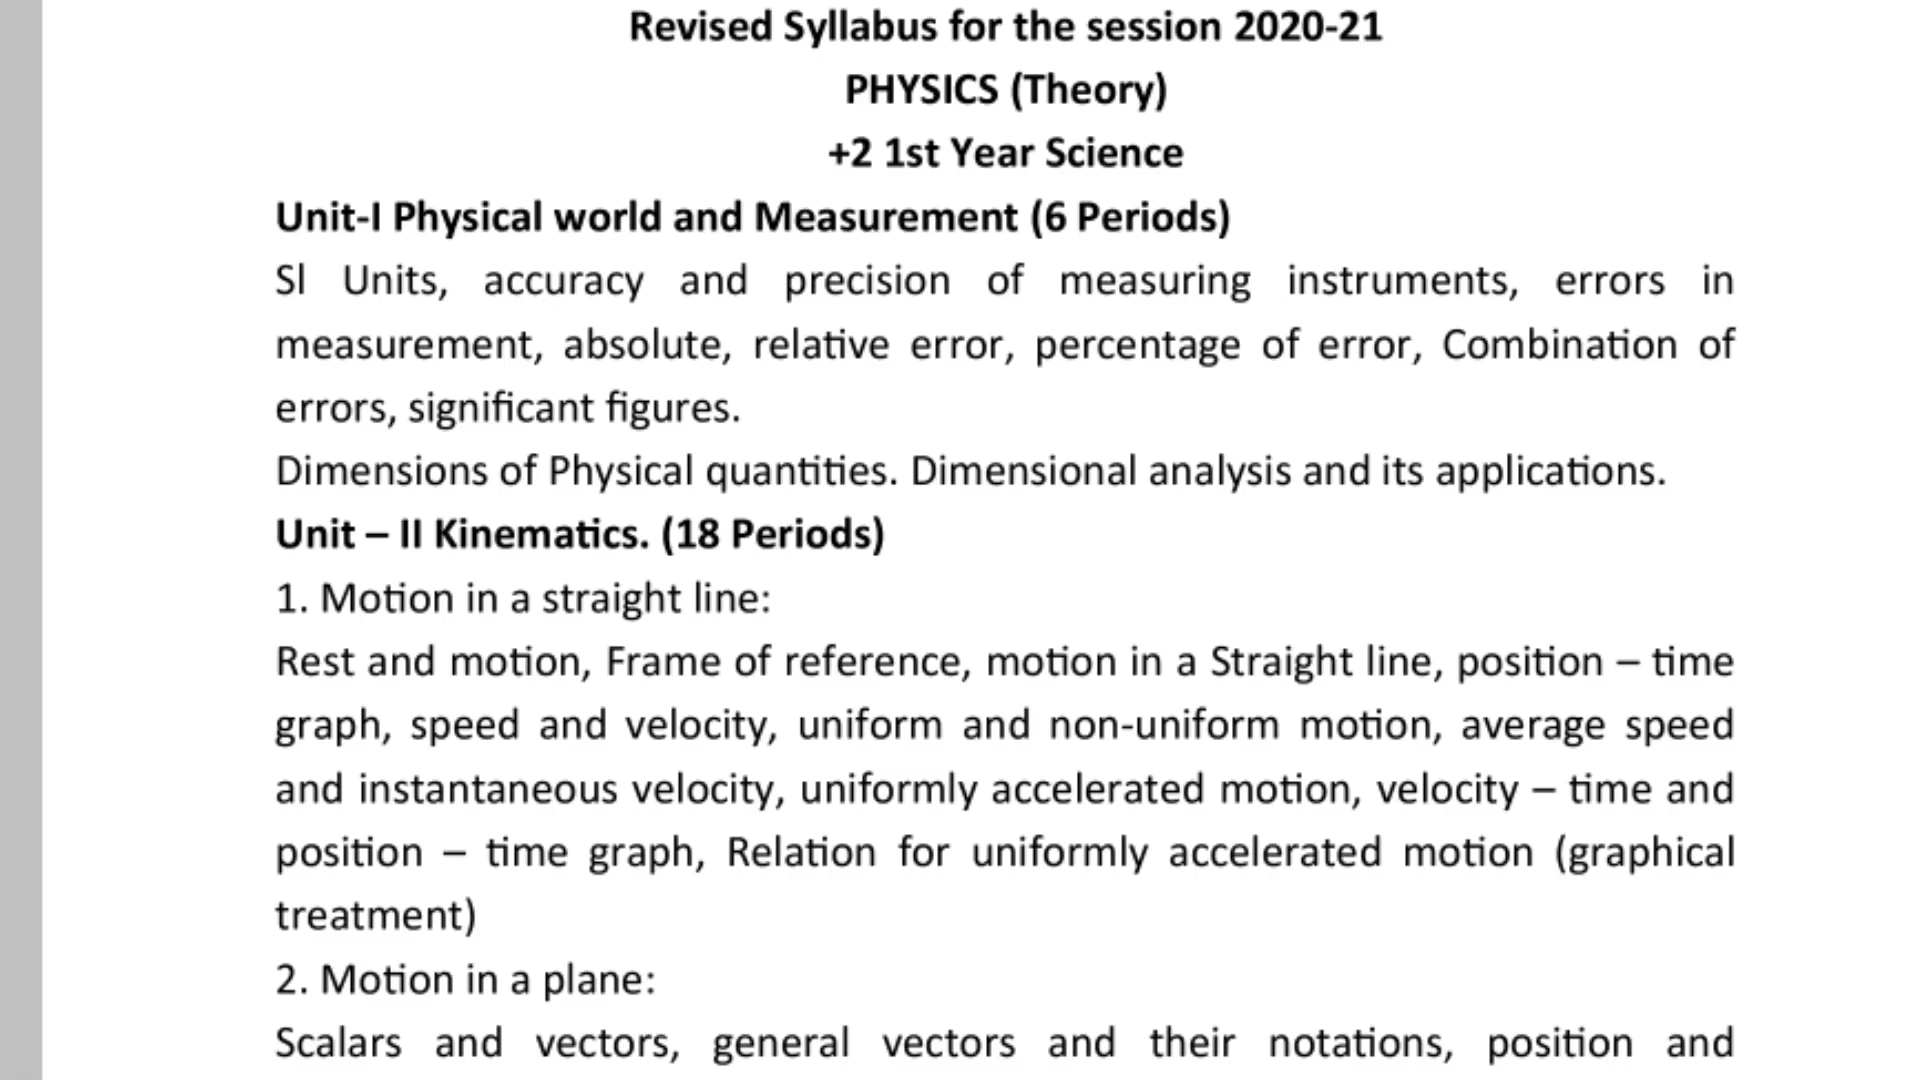 Revised Syllabus for the session 2020-21
PHYSICS (Theory)
+2 1st Year Science
Unit-I Physical world and Measurement (6 Periods)
Sl Units, accuracy and precision of measuring instruments, errors in
measurement, absolute, relative error, percentage of error, Combination of
errors, significant figures.
Dimensions of Physical quantities. Dimensional analysis and its applications.
Unit – II Kinematics. (18 Periods)
1. Motion in a straight line:
Rest and motion, Frame of reference, motion in a Straight line, position – time
graph, speed and velocity, uniform and non-uniform motion, average speed
and instantaneous velocity, uniformly accelerated motion, velocity – time and
position – time graph, Relation for uniformly accelerated motion (graphical
treatment)
2. Motion in a plane:
Scalars and vectors, general vectors and their notations, position and